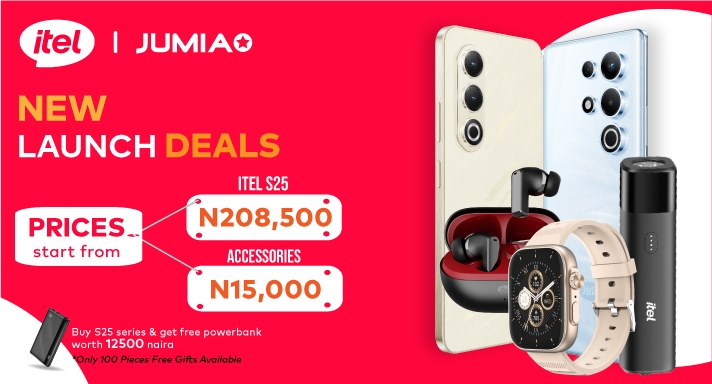 itel | JUMIA
NEW
LAUNCH DEALS
ITEL S25
PRICES
start from
N208,500
ACCESSORIES
N15,000
Buy S25 series & get free powerbank
worth 12500 naira
*Only 100 Pieces Free Gifts Available
itel